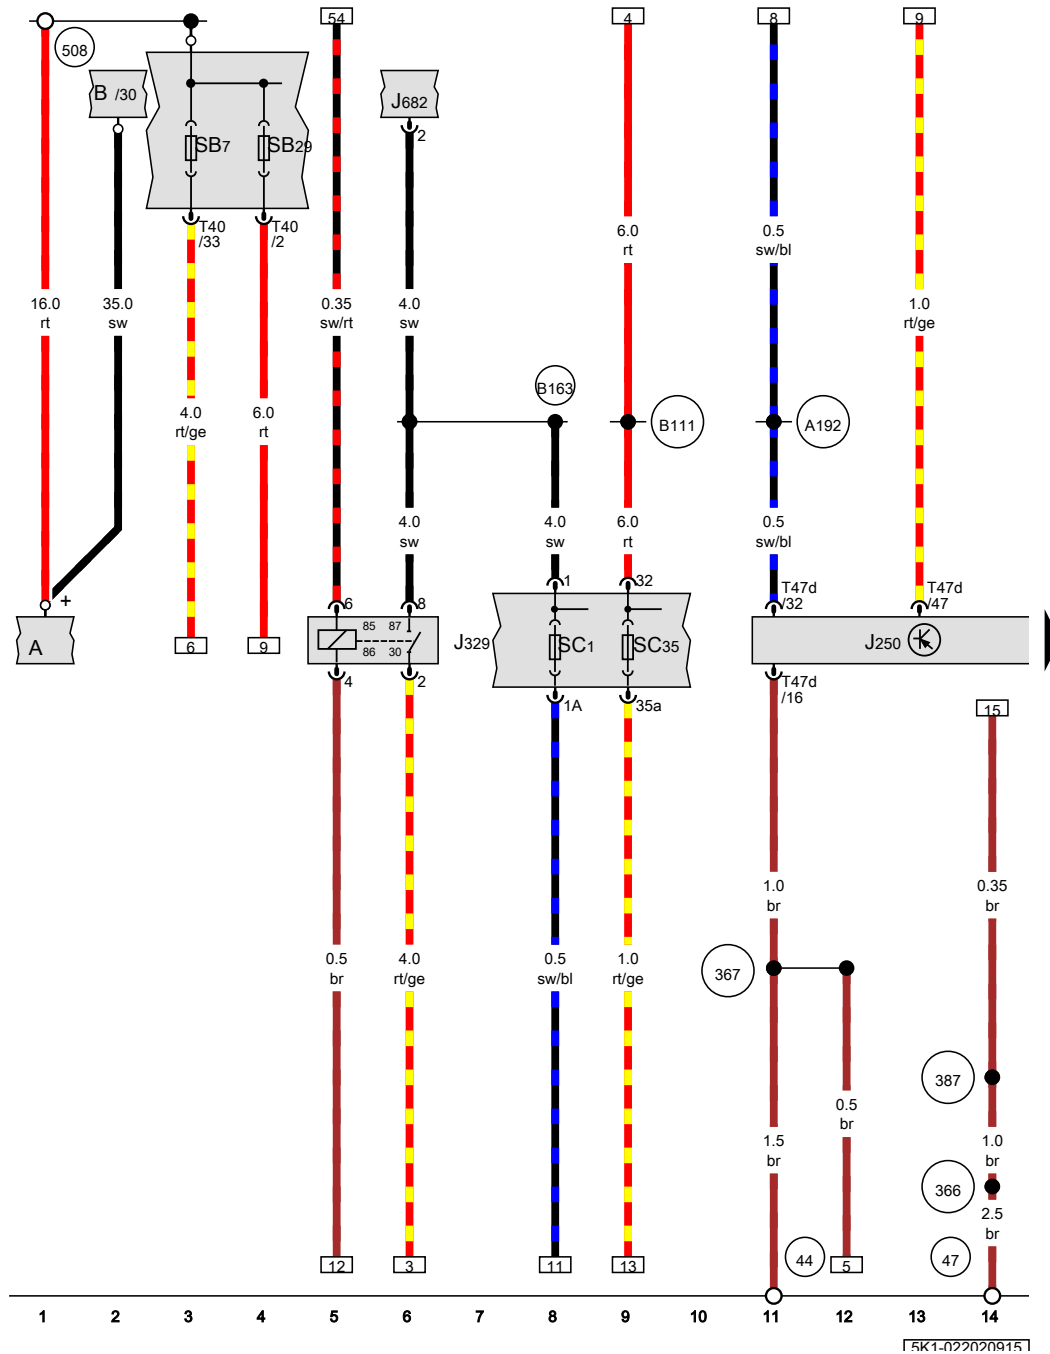 54
4
8
9
508
B /30
J682
2
SB7
SB29
T40
/33
T40
/2
6.0
rt
0.5
sw/bl
16.0
rt
35.0
sw
0.35
sw/rt
4.0
sw
1.0
rt/ge
B163
4.0
rt/ge
6.0
rt
B111
A192
4.0
sw
4.0
sw
6.0
rt
0.5
sw/bl
+
6
8
1
32
T47d
/32
T47d
/47
A
6
9
85
87
86
30
J329
SC1
SC35
J250
4
2
1A
35a
T47d
/16
15
1.0
br
0.35
br
0.5
br
4.0
rt/ge
0.5
sw/bl
1.0
rt/ge
367
387
0.5
br
1.5
br
1.0
br
366
2.5
br
12
3
11
13
44
5
47
1
2
3
4
5
6
7
8
9
10
11
12
13
14
5K1-022020915